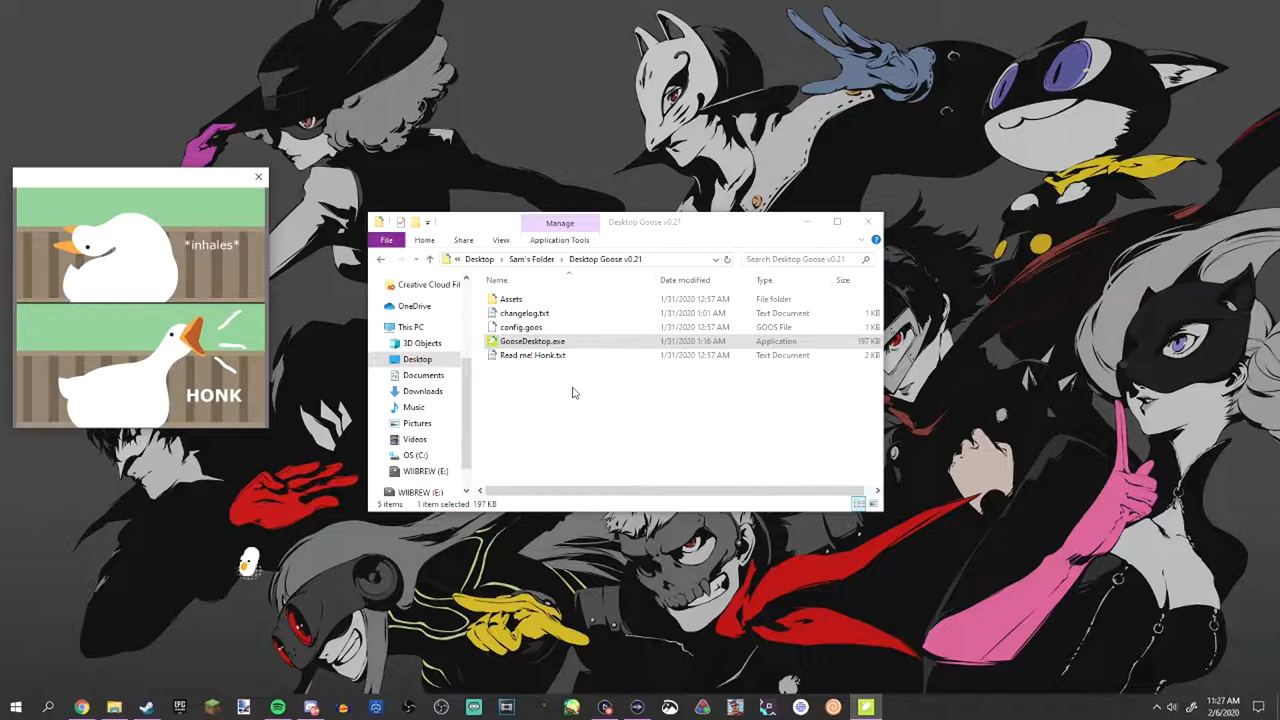 *inhales*
HONK
Manage
Desktop Goose v0.21
File
Home
Share
View
Application Tools
« Desktop > Sam's Folder > Desktop Goose v0.21
Search Desktop Goose v0.21
Creative Cloud Fil
OneDrive
This PC
3D Objects
Desktop
Documents
Downloads
Music
Pictures
Videos
OS (C:)
WIIBREW (E:)
WIIBREW (E:)
Name Date modified Type Size
Assets 1/31/2020 12:57 AM File folder
changelog.txt 1/31/2020 1:01 AM Text Document 1 KB
config.goos 1/31/2020 12:57 AM GOOS File 1 KB
GooseDesktop.exe 1/31/2020 1:16 AM Application 197 KB
Read me! Honk.txt 1/31/2020 12:57 AM Text Document 2 KB
5 items 1 item selected 197 KB
EPIC
11:27 AM
2/6/2020